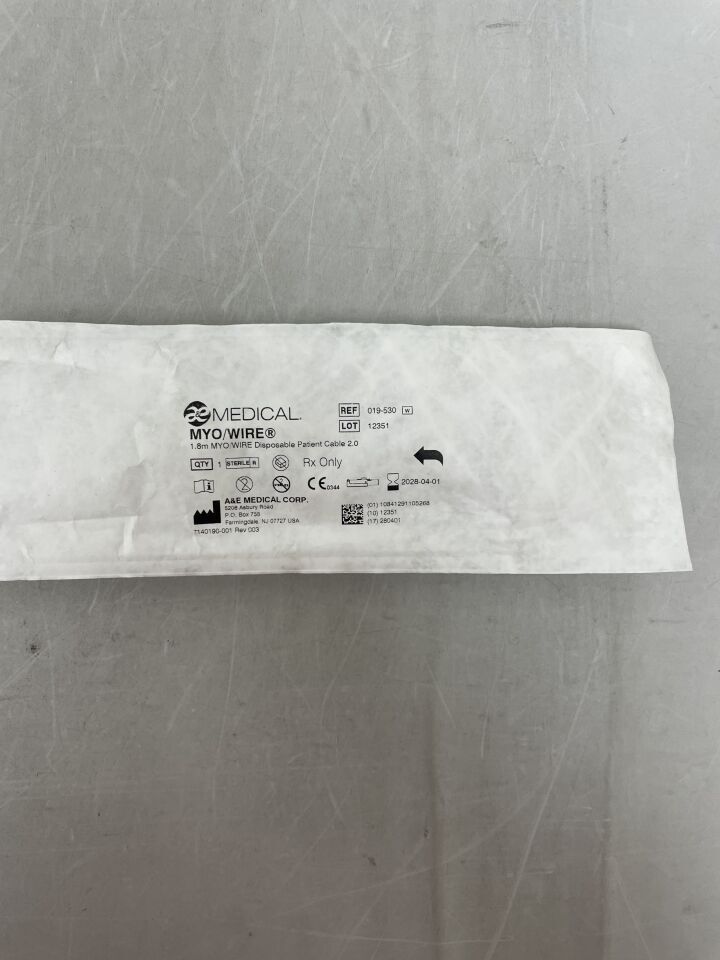 a&e MEDICAL.
MYO/WIRE®
1.8m MYO/WIRE Disposable Patient Cable 2.0
REF 019-530 W
LOT 12351
QTY 1 STERILE R Rx Only
CE 0344 2028-04-01
A&E MEDICAL CORP.
5206 Asbury Road
P.O. Box 758
Farmingdale, NJ 07727 USA
(01) 10841291105268
(10) 12351
(17) 280401
7140190-001 Rev 003